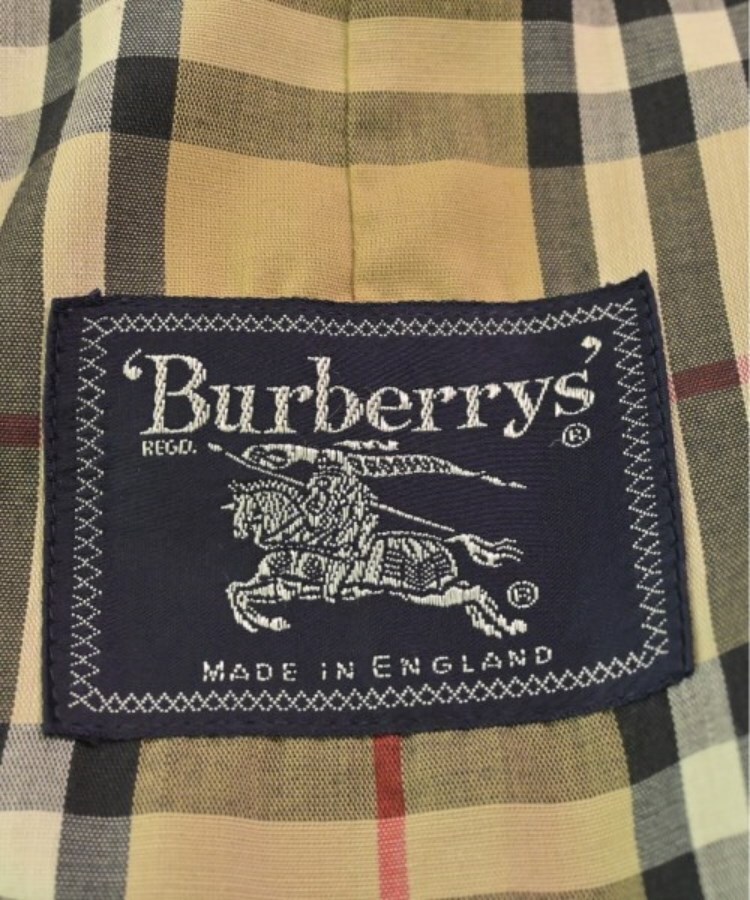 ‘Burberrys’
REGD. ®
®
MADE IN ENGLAND